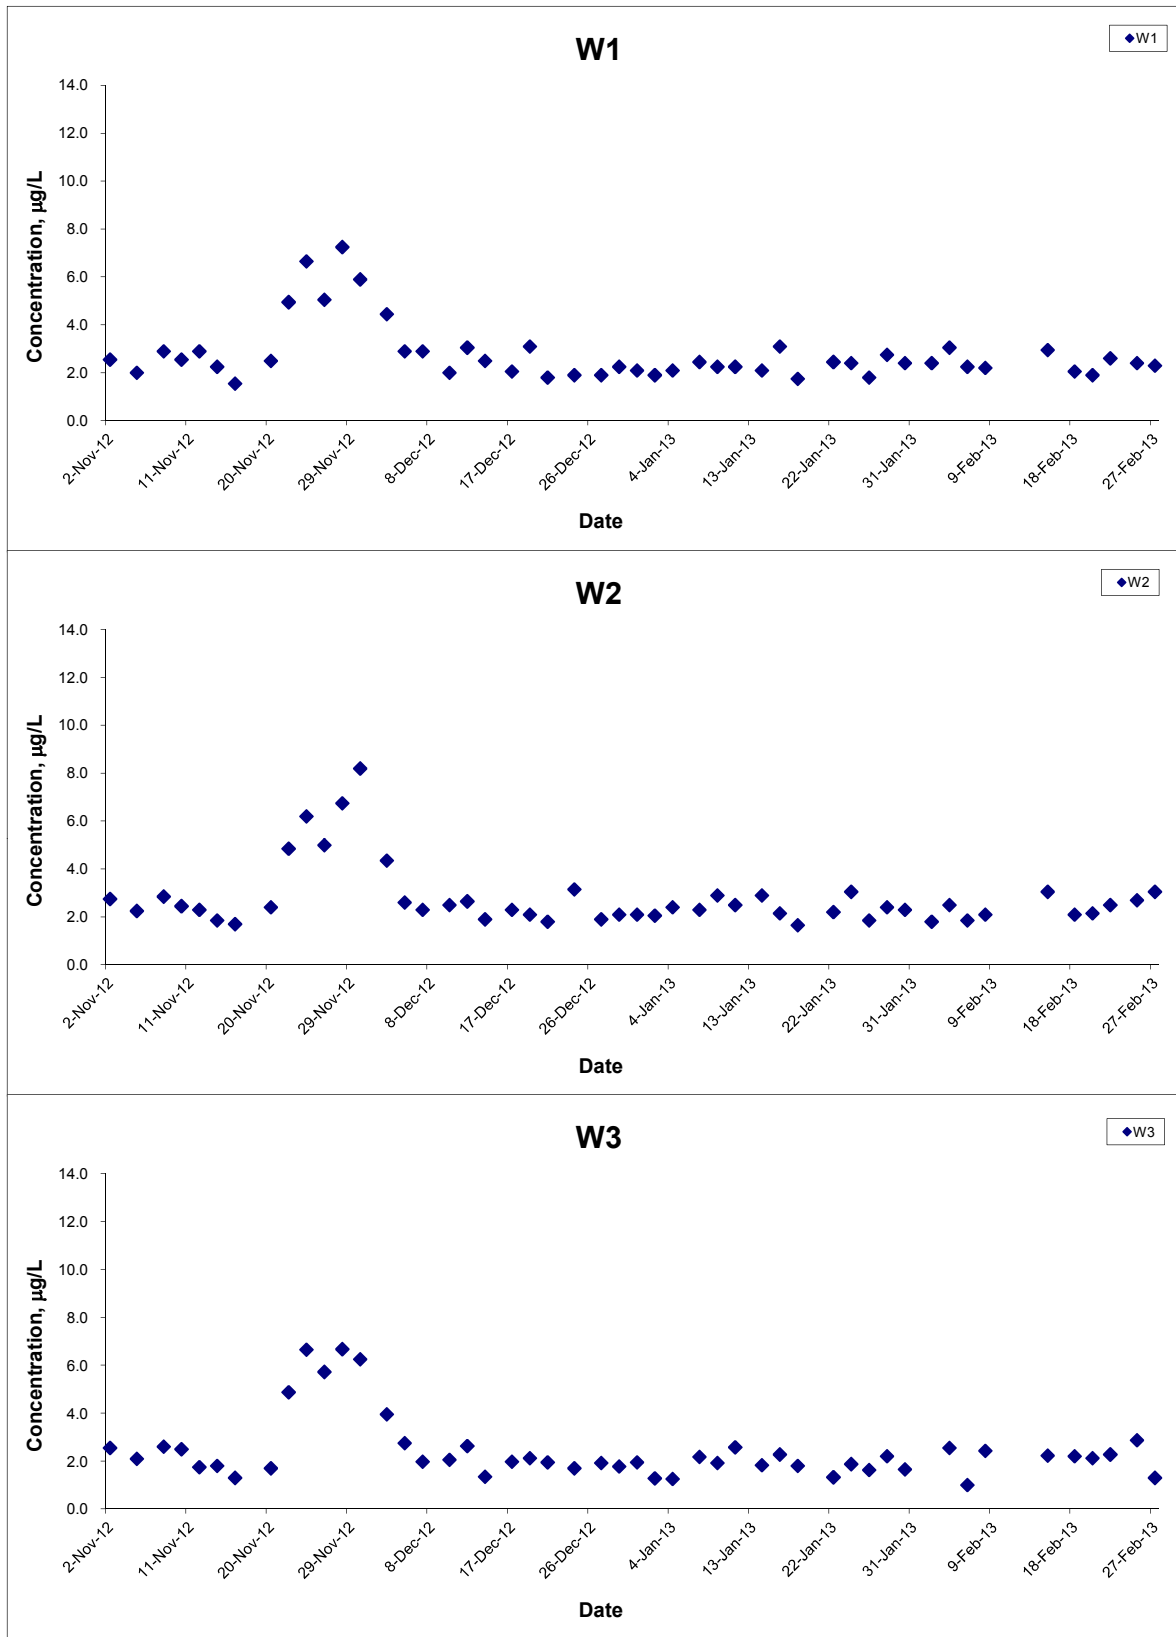 W1
W1
14.0
12.0
10.0
8.0
6.0
4.0
2.0
0.0
Concentration, µg/L
2-Nov-12
11-Nov-12
20-Nov-12
29-Nov-12
8-Dec-12
17-Dec-12
26-Dec-12
4-Jan-13
13-Jan-13
22-Jan-13
31-Jan-13
9-Feb-13
18-Feb-13
27-Feb-13
Date
W2
W2
14.0
12.0
10.0
8.0
6.0
4.0
2.0
0.0
Concentration, µg/L
2-Nov-12
11-Nov-12
20-Nov-12
29-Nov-12
8-Dec-12
17-Dec-12
26-Dec-12
4-Jan-13
13-Jan-13
22-Jan-13
31-Jan-13
9-Feb-13
18-Feb-13
27-Feb-13
Date
W3
W3
14.0
12.0
10.0
8.0
6.0
4.0
2.0
0.0
Concentration, µg/L
2-Nov-12
11-Nov-12
20-Nov-12
29-Nov-12
8-Dec-12
17-Dec-12
26-Dec-12
4-Jan-13
13-Jan-13
22-Jan-13
31-Jan-13
9-Feb-13
18-Feb-13
27-Feb-13
Date